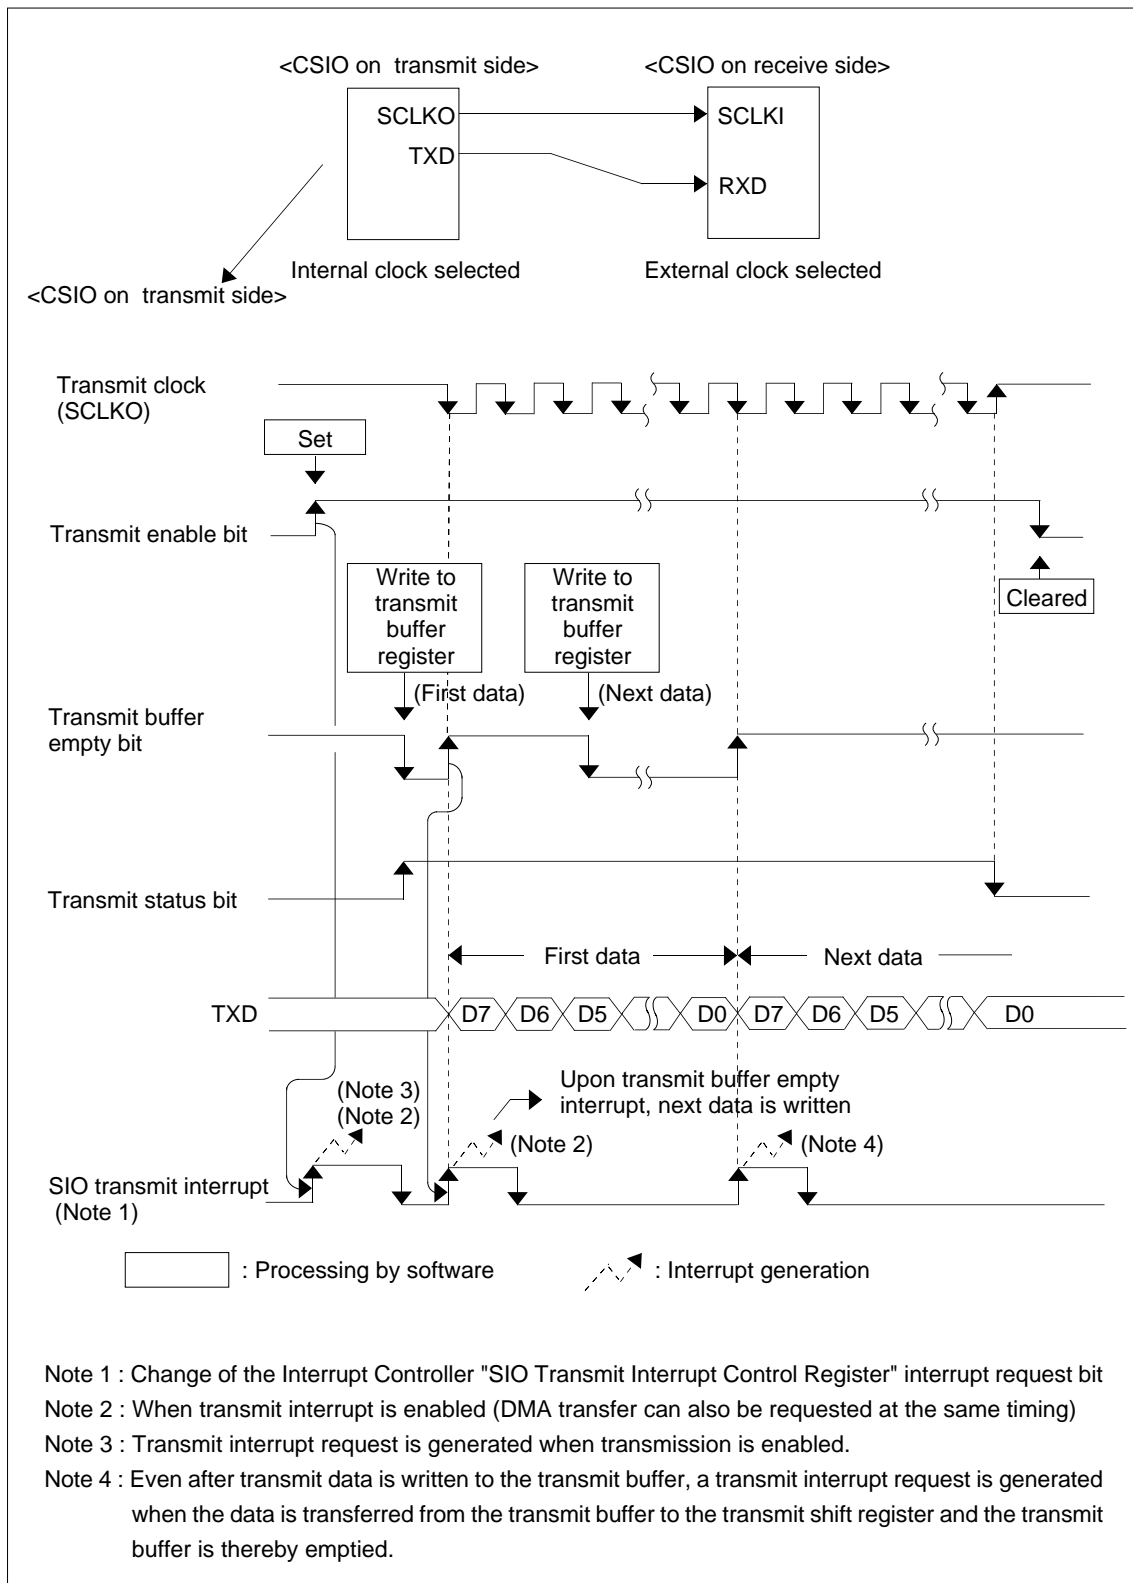 <CSIO on transmit side>
<CSIO on receive side>
SCLKO
SCLKI
TXD
RXD
Internal clock selected
External clock selected
<CSIO on transmit side>
Transmit clock
(SCLKO)
Set
Transmit enable bit
Write to
transmit
buffer
register
Write to
transmit
buffer
register
Cleared
(First data)
(Next data)
Transmit buffer
empty bit
Transmit status bit
First data
Next data
TXD
D7
D6
D5
D0
D7
D6
D5
D0
Upon transmit buffer empty
interrupt, next data is written
(Note 3)
(Note 2)
(Note 2)
(Note 4)
SIO transmit interrupt
(Note 1)
: Processing by software
: Interrupt generation
Note 1 : Change of the Interrupt Controller "SIO Transmit Interrupt Control Register" interrupt request bit
Note 2 : When transmit interrupt is enabled (DMA transfer can also be requested at the same timing)
Note 3 : Transmit interrupt request is generated when transmission is enabled.
Note 4 : Even after transmit data is written to the transmit buffer, a transmit interrupt request is generated
when the data is transferred from the transmit buffer to the transmit shift register and the transmit
buffer is thereby emptied.